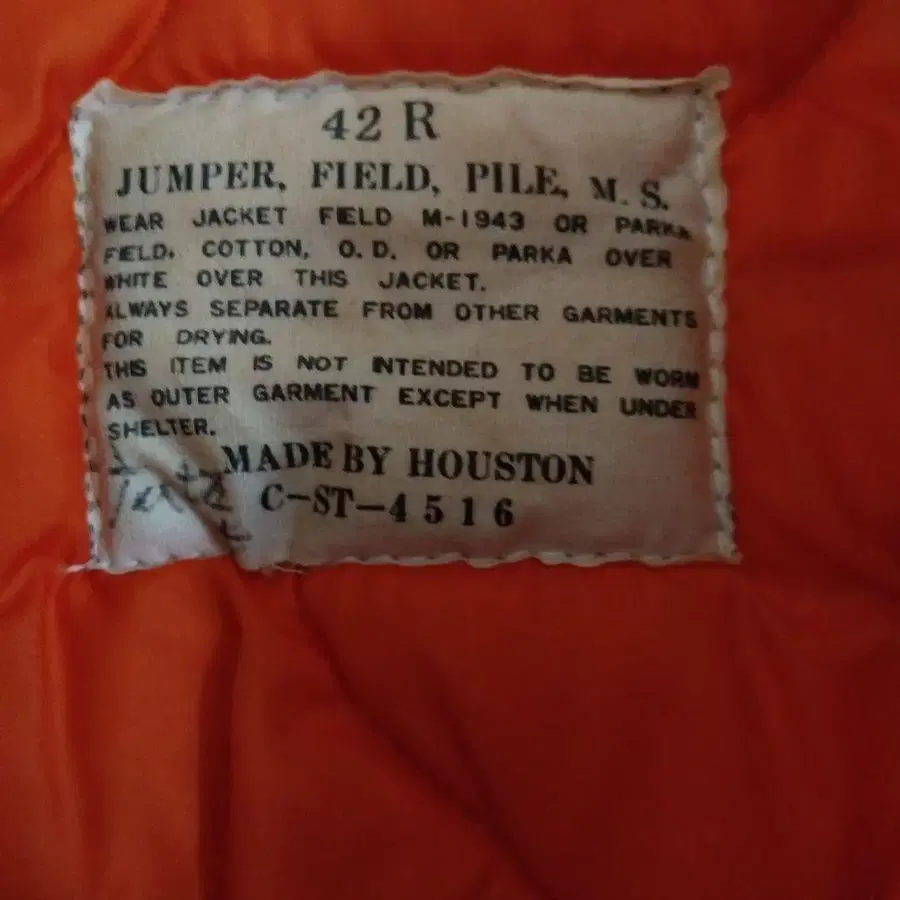 42 R
JUMPER, FIELD, PILE, M. S.
WEAR JACKET FIELD M-1943 OR PARKA
FIELD. COTTON, O. D. OR PARKA OVER
WHITE OVER THIS JACKET.
ALWAYS SEPARATE FROM OTHER GARMENTS
FOR DRYING.
THIS ITEM IS NOT INTENDED TO BE WORN
AS OUTER GARMENT EXCEPT WHEN UNDER
SHELTER.
MADE BY HOUSTON
C-ST-4516